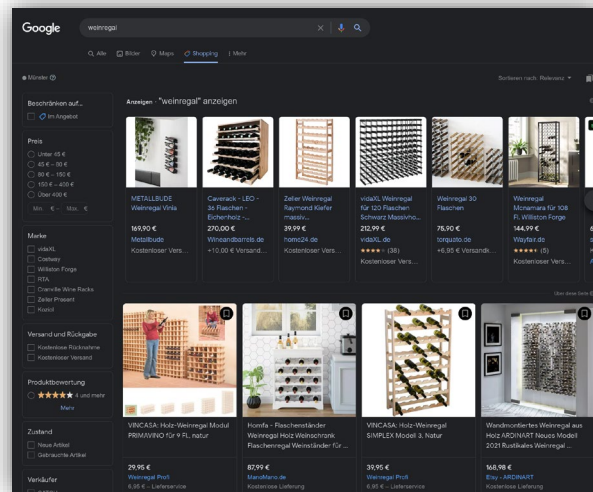 Google
weinregal
Alle Bilder Maps Shopping Mehr
Sortieren nach: Relevanz
Beschränken auf...
Im Angebot
Preis
Unter 45 €
45 € – 80 €
80 € – 150 €
150 € – 400 €
Über 400 €
Min. € – Max. €
Marke
vidaXL
Costway
Williston Forge
RTA
Cranville Wine Racks
Zeller Present
Koziol
Versand und Rückgabe
Kostenlose Rücknahme
Kostenloser Versand
Produktbewertung
4 und mehr
Mehr
Zustand
Neue Artikel
Gebrauchte Artikel
Verkäufer
Anzeigen · "weinregal" anzeigen
METALLBUDE
Weinregal Vinia
169,90 €
Metallbude
Kostenloser Vers...
Caverack - LEO -
36 Flaschen -
Eichenholz -...
270,00 €
Wineandbarrels.de
+10,00 € Versand...
Zeller Weinregal
Raymond Kiefer
massiv...
39,99 €
home24.de
Kostenloser Vers...
vidaXL Weinregal
für 120 Flaschen
Schwarz Massivho...
212,99 €
vidaXL.de
(38)
Kostenloser Vers...
Weinregal 30
Flaschen
75,90 €
torquato.de
+6,95 € Versandk...
Weinregal
Mcnamara für 108
Fl. Williston Forge
144,99 €
Wayfair.de
(5)
Kostenloser Vers...
Über diese Seite
VINCASA: Holz-Weinregal Modul
PRIMAVINO für 9 FL. natur
29,95 €
Weinregal Profi
6,95 € – Lieferservice
Homfa - Flaschenständer
Weinregal Holz Weinschrank
Flaschenregal Weinständer für ...
87,99 €
ManoMano.de
Kostenlose Lieferung
VINCASA: Holz-Weinregal
SIMPLEX Modell 3, Natur
39,95 €
Weinregal Profi
6,95 € – Lieferservice
Wandmontiertes Weinregal aus
Holz ARDINART Neues Modell
2021 Rustikales Weinregal ...
168,98 €
Etsy - ARDINART
Kostenlose Lieferung